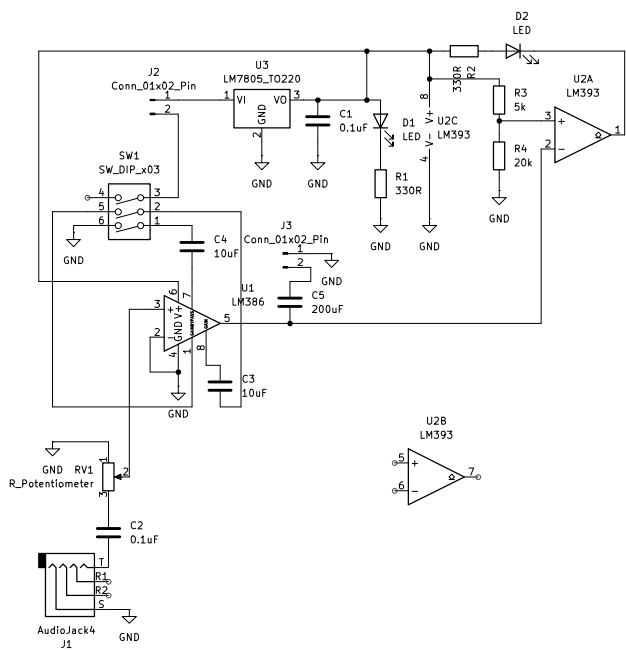 D2
LED
330R
R2
J2
Conn_01x02_Pin
1
2
U3
LM7805_TO220
1
VI
VO
3
GND
2
GND
C1
0.1uF
GND
D1
LED
R1
330R
GND
8
V+
U2C
LM393
V-
4
GND
R3
5k
R4
20k
GND
U2A
LM393
3
+
2
−
1
SW1
SW_DIP_x03
4
3
5
2
6
1
GND
C4
10uF
J3
Conn_01x02_Pin
1
2
GND
C5
200uF
U1
LM386
6
7
3
+
V+
2
−
GND
BYPASS
GAIN
5
4
1
8
GND
C3
10uF
GND
1
RV1
2
R_Potentiometer
3
C2
0.1uF
T
R1
R2
S
AudioJack4
J1
GND
U2B
LM393
5
+
6
−
7